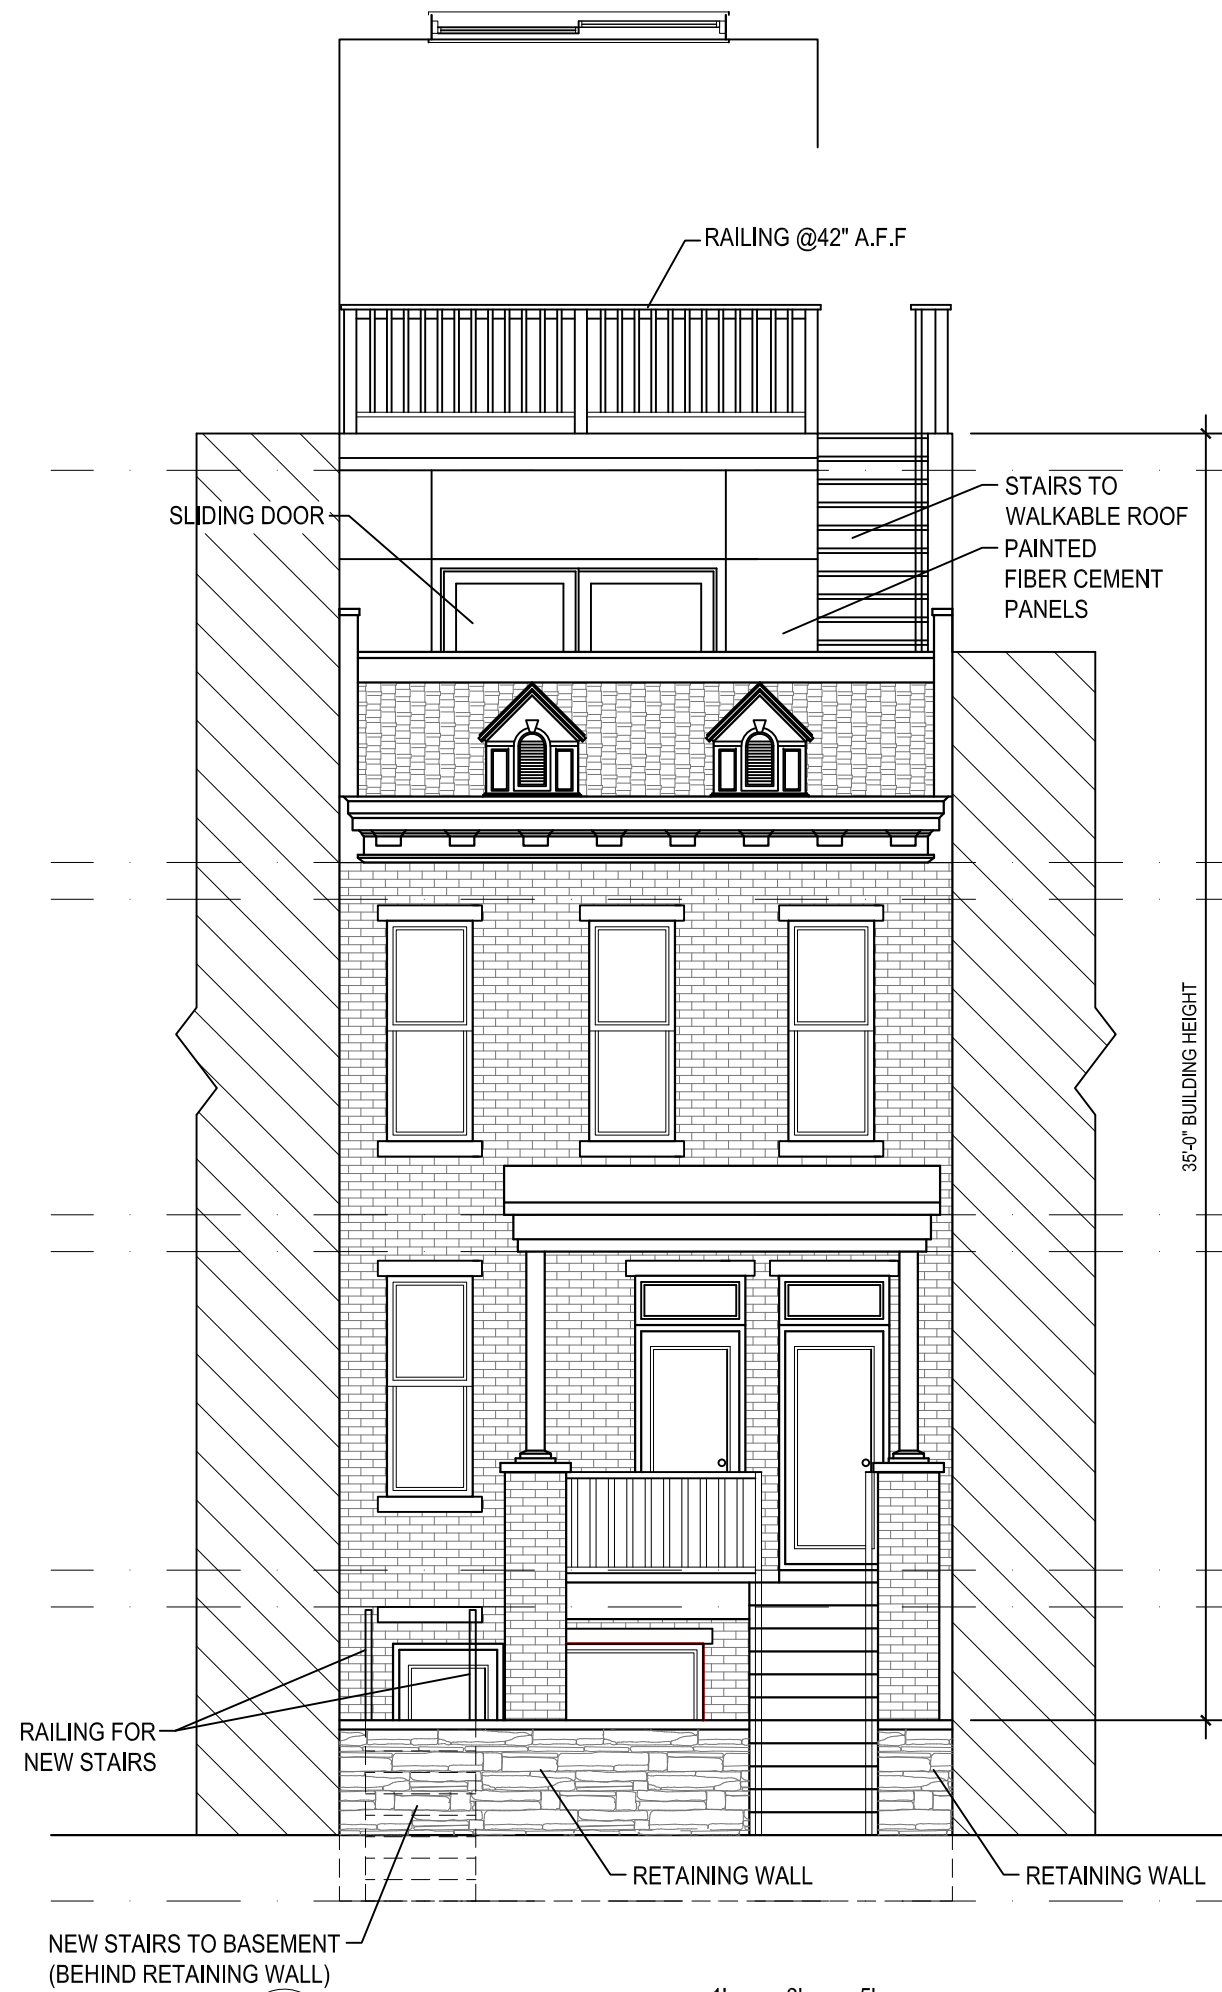 RAILING @42" A.F.F
SLIDING DOOR
STAIRS TO
WALKABLE ROOF
PAINTED
FIBER CEMENT
PANELS
35'-0" BUILDING HEIGHT
RAILING FOR
NEW STAIRS
RETAINING WALL
RETAINING WALL
NEW STAIRS TO BASEMENT
(BEHIND RETAINING WALL)